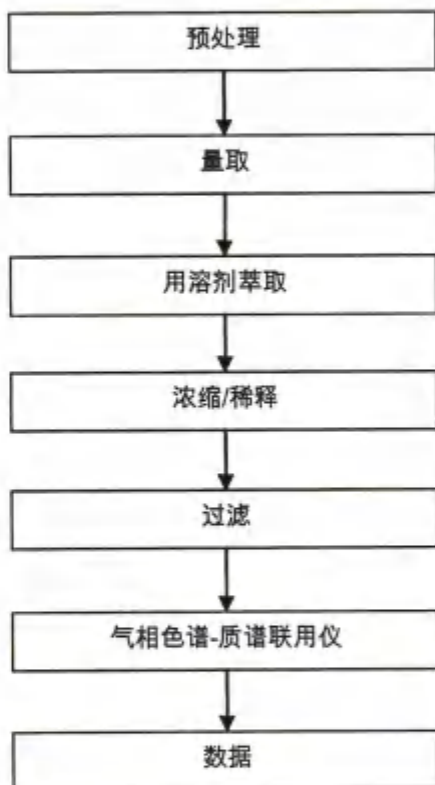 预处理
量取
用溶剂萃取
浓缩/稀释
过滤
气相色谱-质谱联用仪
数据